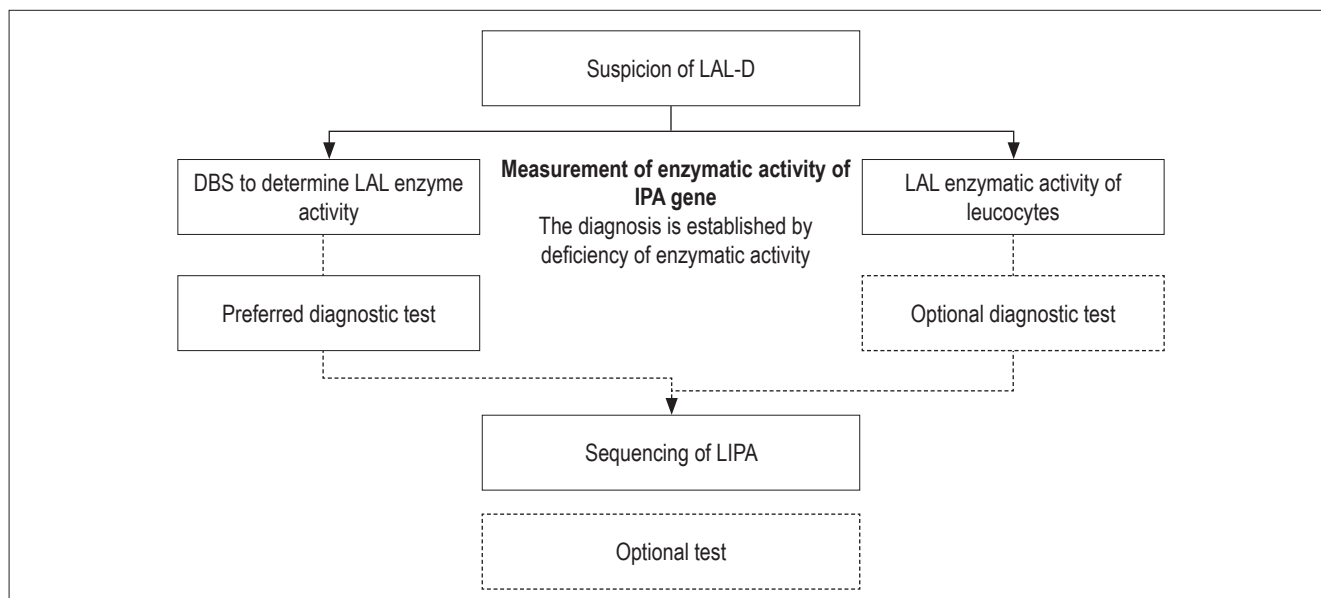 Suspicion of LAL-D
DBS to determine LAL enzyme
activity
Measurement of enzymatic activity of
IPA gene
The diagnosis is established by
deficiency of enzymatic activity
LAL enzymatic activity of
leucocytes
Preferred diagnostic test
Optional diagnostic test
Sequencing of LIPA
Optional test